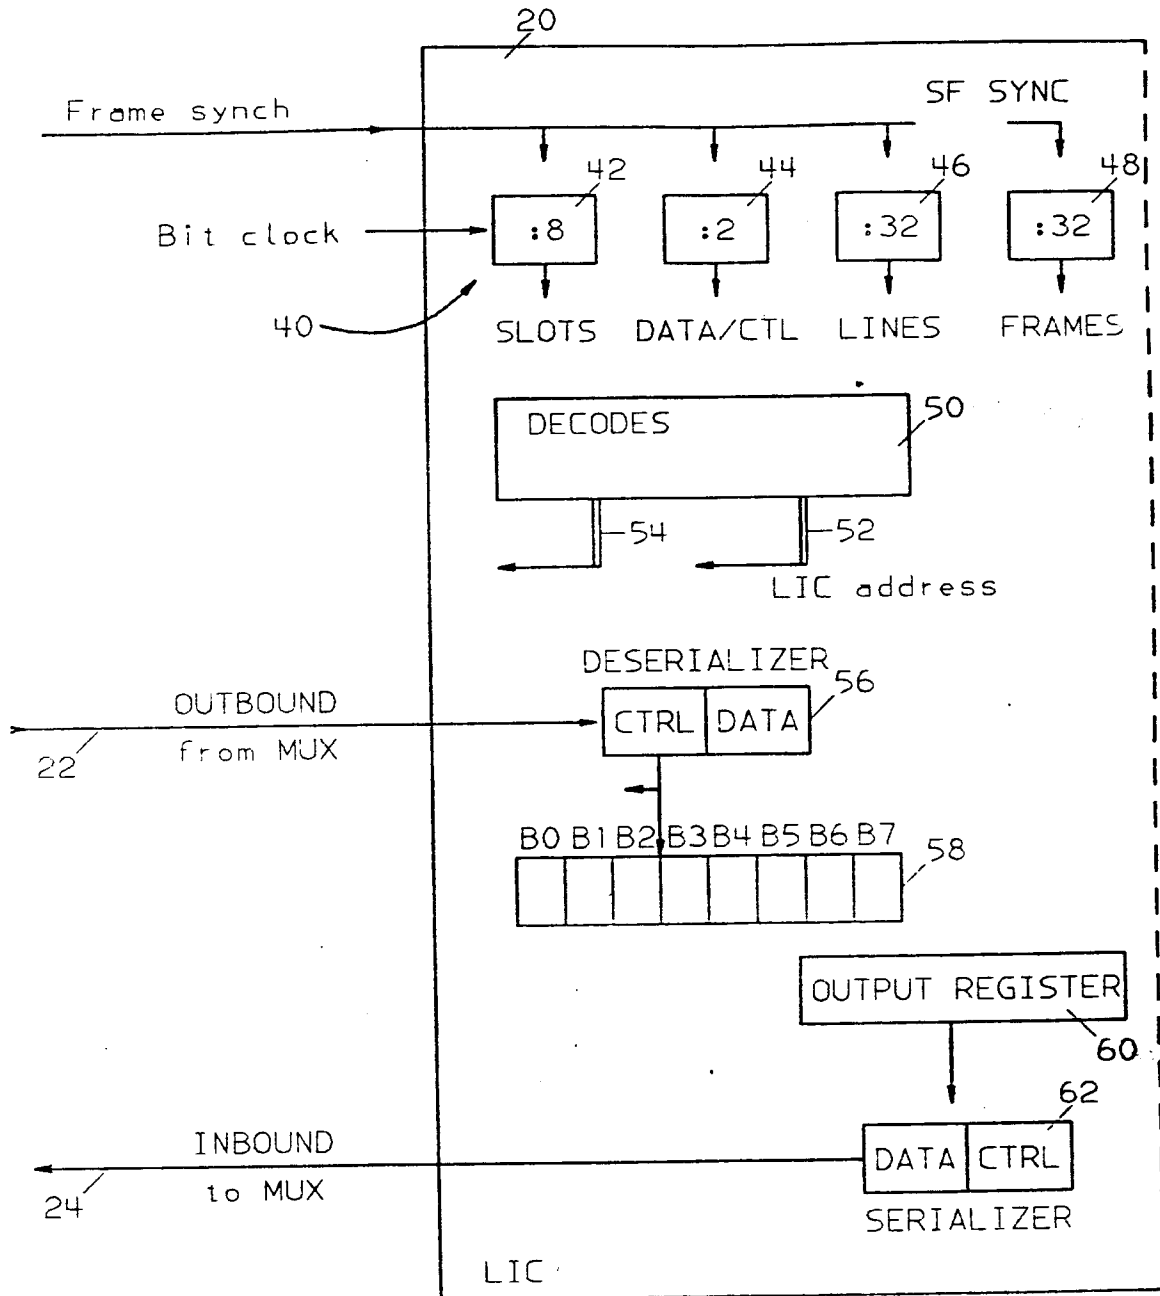 20
Frame synch
SF SYNC
42 44 46 48
Bit clock :8 :2 :32 :32
40
SLOTS DATA/CTL LINES FRAMES
DECODES
50
54 52
LIC address
DESERIALIZER
56
OUTBOUND
CTRL DATA
22 from MUX
B0 B1 B2 B3 B4 B5 B6 B7
58
OUTPUT REGISTER
60
62
INBOUND
DATA CTRL
24 to MUX
SERIALIZER
LIC